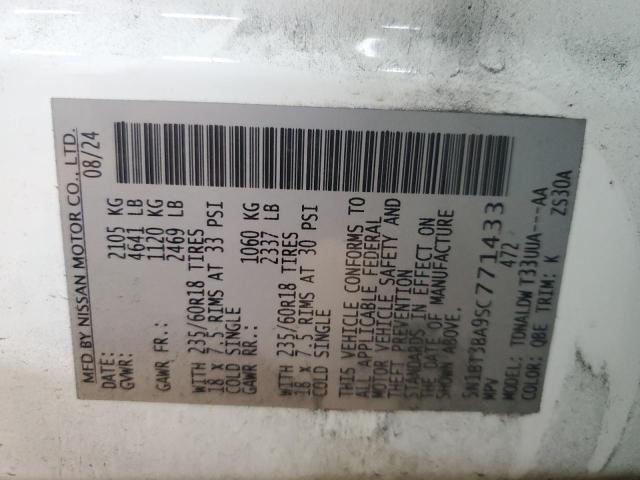 MFD BY NISSAN MOTOR CO., LTD.
DATE: 08/24
GVWR: 2105 KG
4641 LB
GAWR FR.: 1120 KG
2469 LB
WITH 235/60R18 TIRES
18 x 7.5 RIMS AT 33 PSI
COLD SINGLE
GAWR RR.: 1060 KG
2337 LB
WITH 235/60R18 TIRES
18 x 7.5 RIMS AT 30 PSI
COLD SINGLE
THIS VEHICLE CONFORMS TO
ALL APPLICABLE FEDERAL
MOTOR VEHICLE SAFETY AND
THEFT PREVENTION
STANDARDS IN EFFECT ON
THE DATE OF MANUFACTURE
SHOWN ABOVE.
5N1BT3BA9SC771433
MPV 472
MODEL: TDNALDW T33UUA---AA
COLOR: QBE TRIM: K ZS30A